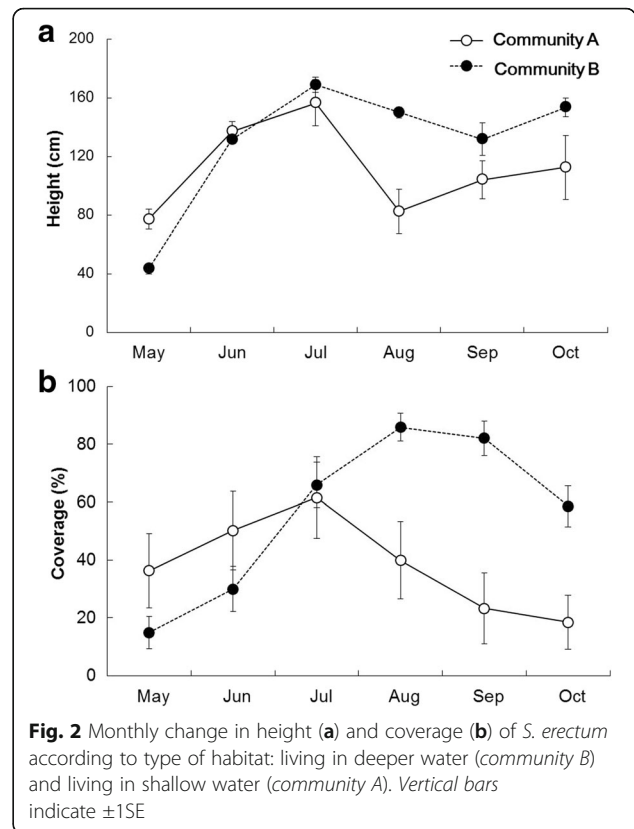 a
200
160
120
80
40
0
Height (cm)
Community A
Community B
May Jun Jul Aug Sep Oct
b
100
80
60
40
20
0
Coverage (%)
May Jun Jul Aug Sep Oct
Fig. 2 Monthly change in height (a) and coverage (b) of S. erectum
according to type of habitat: living in deeper water (community B)
and living in shallow water (community A). Vertical bars
indicate ±1SE